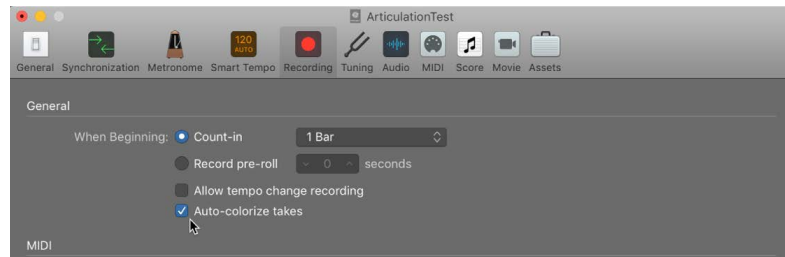 ArticulationTest
120
AUTO
General Synchronization Metronome Smart Tempo Recording Tuning Audio MIDI Score Movie Assets
General
When Beginning: Count-in 1 Bar
Record pre-roll 0 seconds
Allow tempo change recording
Auto-colorize takes
MIDI